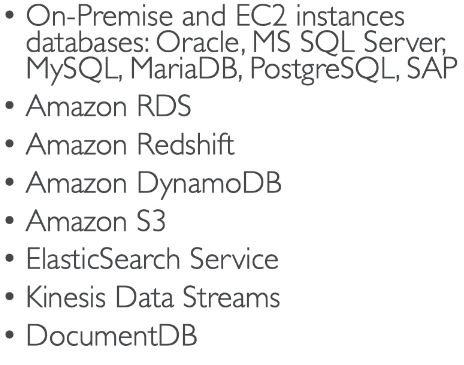 • On-Premise and EC2 instances
databases: Oracle, MS SQL Server,
MySQL, MariaDB, PostgreSQL, SAP
• Amazon RDS
• Amazon Redshift
• Amazon DynamoDB
• Amazon S3
• ElasticSearch Service
• Kinesis Data Streams
• DocumentDB